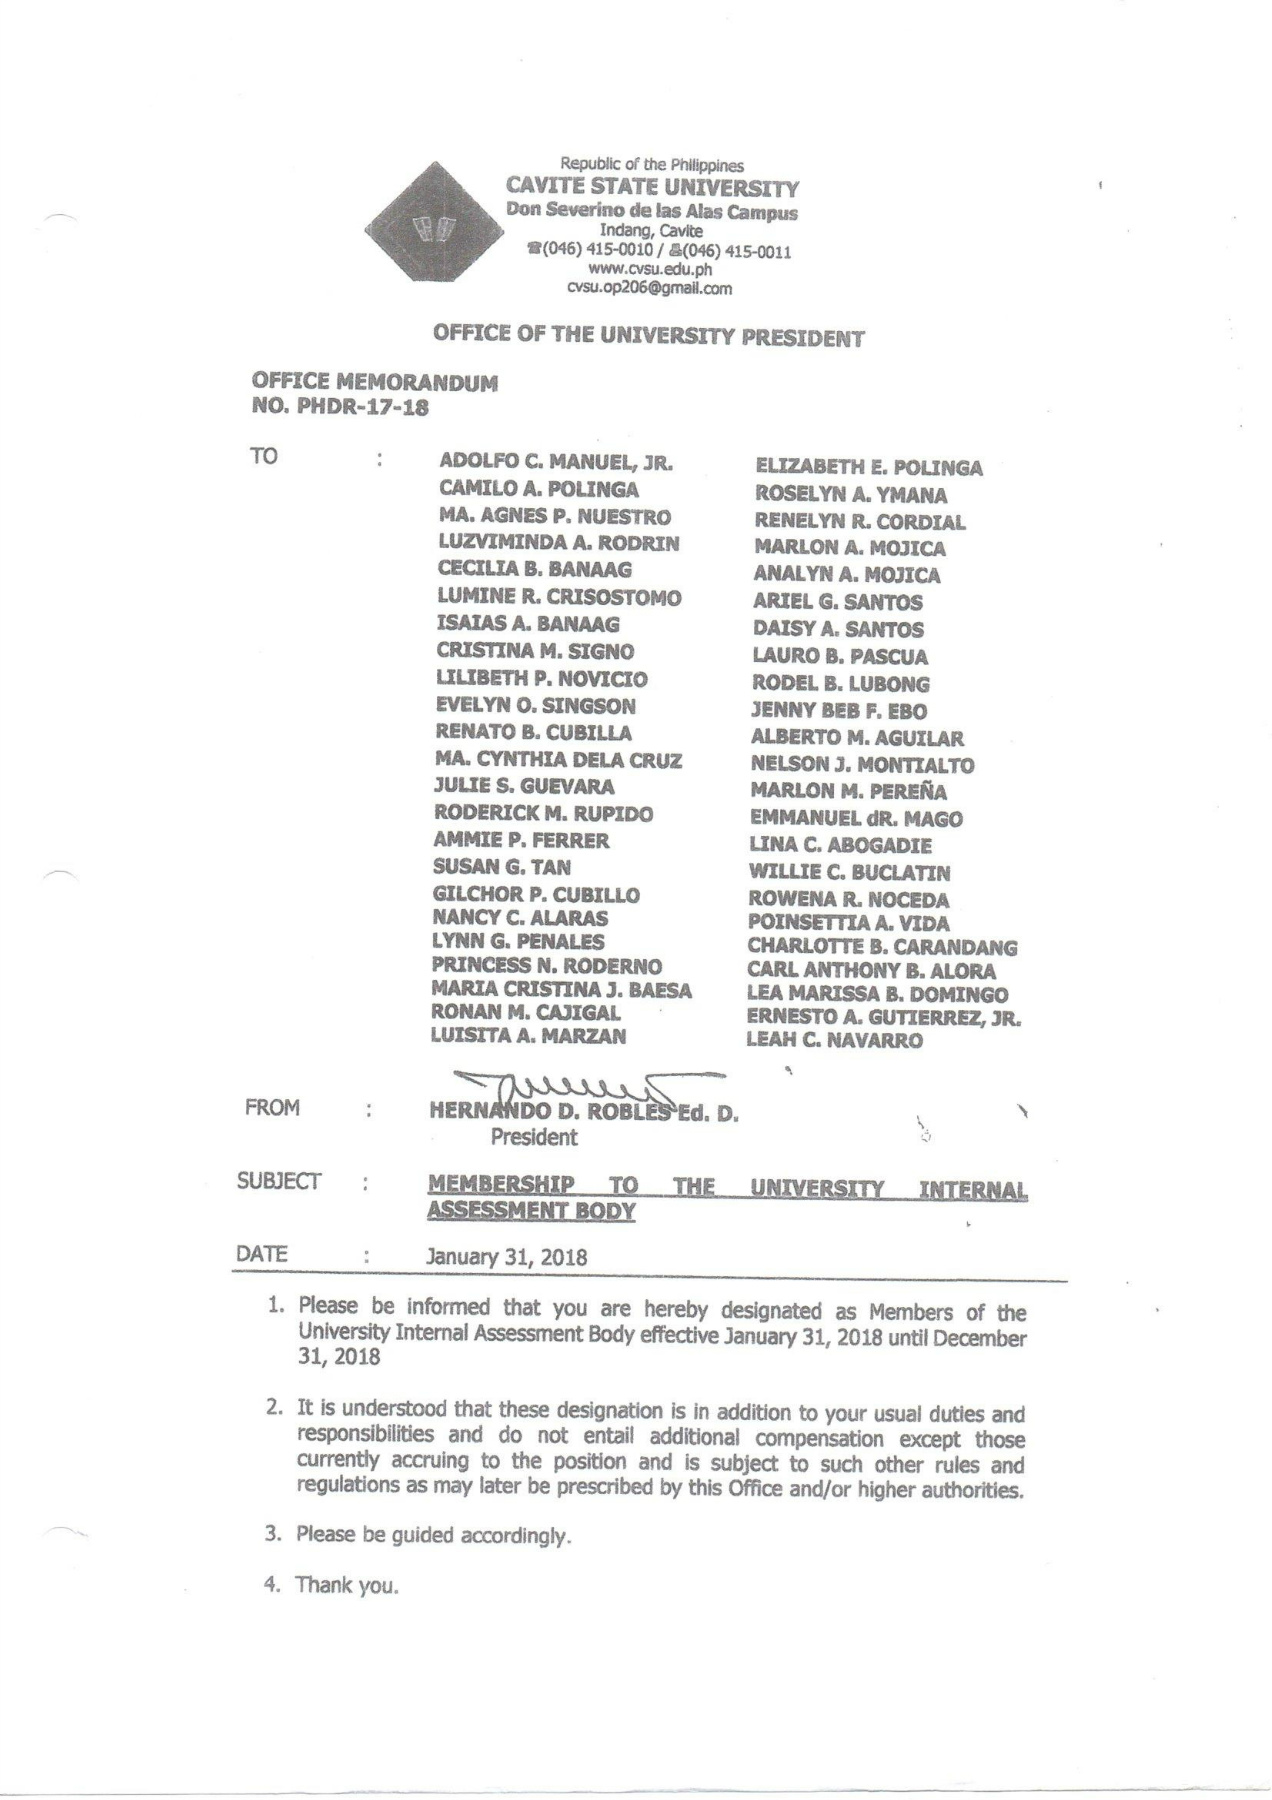 Republic of the Philippines
CAVITE STATE UNIVERSITY
Don Severino de las Alas Campus
Indang, Cavite
☎(046) 415-0010 / 🖷(046) 415-0011
www.cvsu.edu.ph
cvsu.op206@gmail.com
OFFICE OF THE UNIVERSITY PRESIDENT
OFFICE MEMORANDUM
NO. PHDR-17-18
TO : ADOLFO C. MANUEL, JR. ELIZABETH E. POLINGA
CAMILO A. POLINGA ROSELYN A. YMANA
MA. AGNES P. NUESTRO RENELYN R. CORDIAL
LUZVIMINDA A. RODRIN MARLON A. MOJICA
CECILIA B. BANAAG ANALYN A. MOJICA
LUMINE R. CRISOSTOMO ARIEL G. SANTOS
ISAIAS A. BANAAG DAISY A. SANTOS
CRISTINA M. SIGNO LAURO B. PASCUA
LILIBETH P. NOVICIO RODEL B. LUBONG
EVELYN O. SINGSON JENNY BEB F. EBO
RENATO B. CUBILLA ALBERTO M. AGUILAR
MA. CYNTHIA DELA CRUZ NELSON J. MONTIALTO
JULIE S. GUEVARA MARLON M. PEREÑA
RODERICK M. RUPIDO EMMANUEL dR. MAGO
AMMIE P. FERRER LINA C. ABOGADIE
SUSAN G. TAN WILLIE C. BUCLATIN
GILCHOR P. CUBILLO ROWENA R. NOCEDA
NANCY C. ALARAS POINSETTIA A. VIDA
LYNN G. PENALES CHARLOTTE B. CARANDANG
PRINCESS N. RODERNO CARL ANTHONY B. ALORA
MARIA CRISTINA J. BAESA LEA MARISSA B. DOMINGO
RONAN M. CAJIGAL ERNESTO A. GUTIERREZ, JR.
LUISITA A. MARZAN LEAH C. NAVARRO
FROM : HERNANDO D. ROBLES Ed. D.
President
SUBJECT : MEMBERSHIP TO THE UNIVERSITY INTERNAL
ASSESSMENT BODY
DATE : January 31, 2018
1. Please be informed that you are hereby designated as Members of the
University Internal Assessment Body effective January 31, 2018 until December
31, 2018
2. It is understood that these designation is in addition to your usual duties and
responsibilities and do not entail additional compensation except those
currently accruing to the position and is subject to such other rules and
regulations as may later be prescribed by this Office and/or higher authorities.
3. Please be guided accordingly.
4. Thank you.